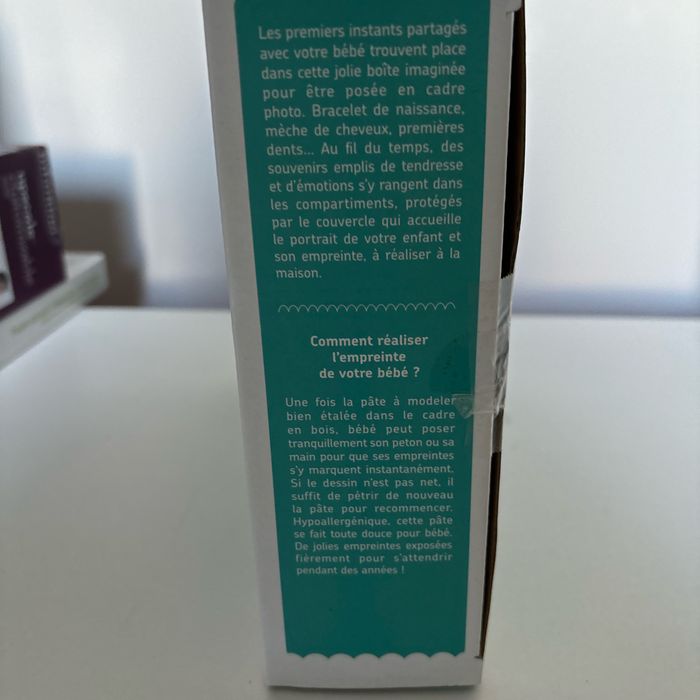 Les premiers instants partagés
avec votre bébé trouvent place
dans cette jolie boîte imaginée
pour être posée en cadre
photo. Bracelet de naissance,
mèche de cheveux, premières
dents... Au fil du temps, des
souvenirs emplis de tendresse
et d'émotions s'y rangent dans
les compartiments, protégés
par le couvercle qui accueille
le portrait de votre enfant et
son empreinte, à réaliser à la
maison.
Comment réaliser
l'empreinte
de votre bébé ?
Une fois la pâte à modeler
bien étalée dans le cadre
en bois, bébé peut poser
tranquillement son peton ou sa
main pour que ses empreintes
s'y marquent instantanément.
Si le dessin n'est pas net, il
suffit de pétrir de nouveau
la pâte pour recommencer.
Hypoallergénique, cette pâte
se fait toute douce pour bébé.
De jolies empreintes exposées
fièrement pour s'attendrir
pendant des années !